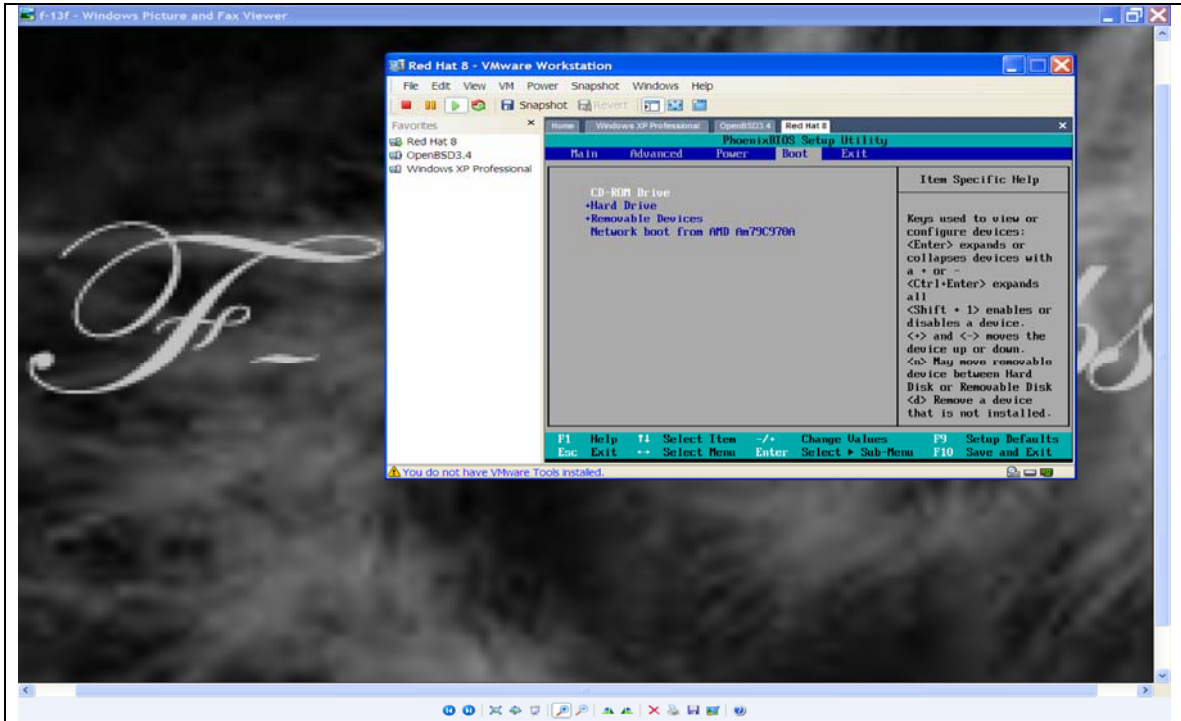 f-13f - Windows Picture and Fax Viewer
Red Hat 8 - VMware Workstation
File Edit View VM Power Snapshot Windows Help
Snapshot Revert
Favorites
Red Hat 8
OpenBSD3.4
Windows XP Professional
Home Windows XP Professional OpenBSD3.4 Red Hat 8
PhoenixBIOS Setup Utility
Main Advanced Power Boot Exit
CD-ROM Drive
+Hard Drive
+Removable Devices
Network boot from AMD Am79C970A
Item Specific Help
Keys used to view or
configure devices:
<Enter> expands or
collapses devices with
a + or -
<Ctrl+Enter> expands
all
<Shift + 1> enables or
disables a device.
<+> and <-> moves the
device up or down.
<n> May move removable
device between Hard
Disk or Removable Disk
<d> Remove a device
that is not installed.
F1 Help ↑↓ Select Item -/+ Change Values F9 Setup Defaults
Esc Exit ↔ Select Menu Enter Select ▶ Sub-Menu F10 Save and Exit
You do not have VMware Tools installed.
F-